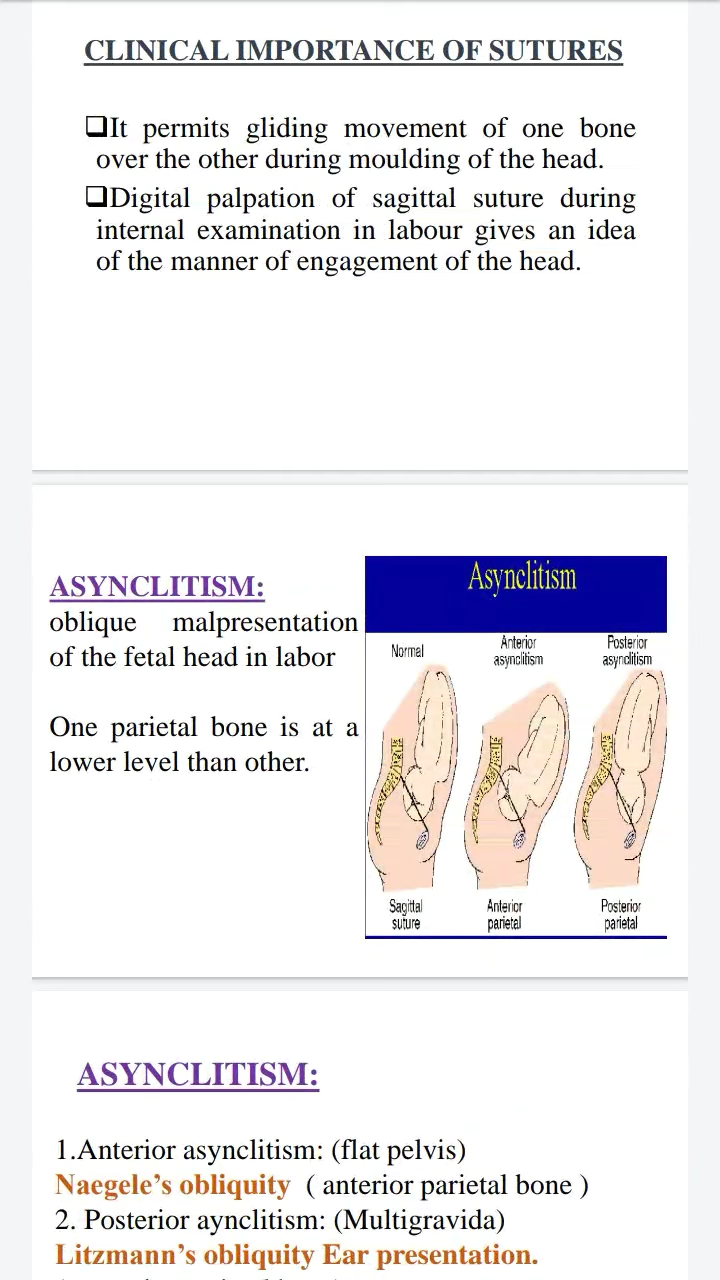 CLINICAL IMPORTANCE OF SUTURES
❑It permits gliding movement of one bone
over the other during moulding of the head.
❑Digital palpation of sagittal suture during
internal examination in labour gives an idea
of the manner of engagement of the head.
ASYNCLITISM:
oblique malpresentation
of the fetal head in labor
One parietal bone is at a
lower level than other.
Asynclitism
Normal
Anterior
asynclitism
Posterior
asynclitism
Sagittal
suture
Anterior
parietal
Posterior
parietal
ASYNCLITISM:
1.Anterior asynclitism: (flat pelvis)
Naegele’s obliquity ( anterior parietal bone )
2. Posterior aynclitism: (Multigravida)
Litzmann’s obliquity Ear presentation.